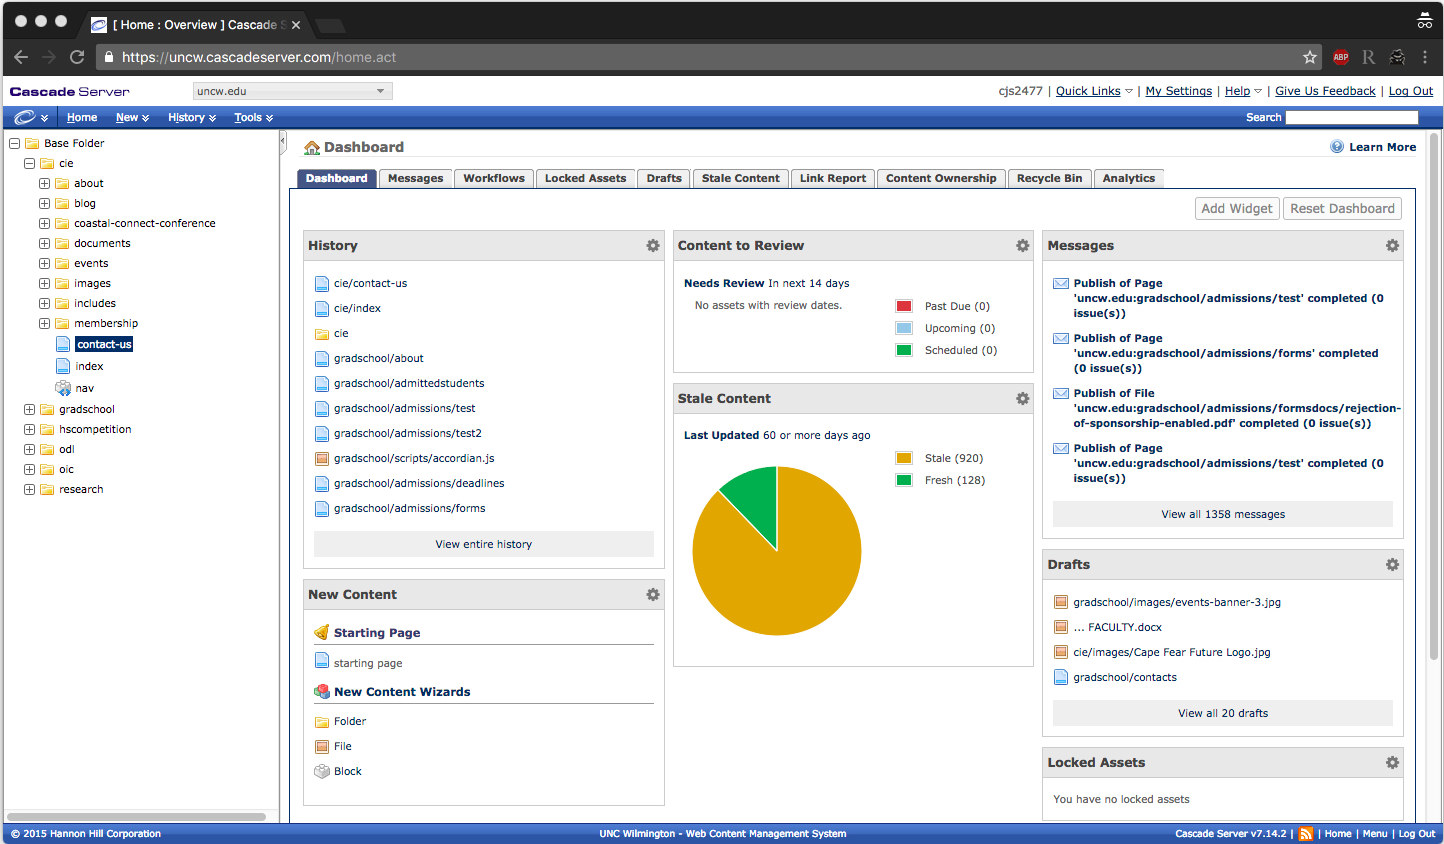 [ Home : Overview ] Cascade S
https://uncw.cascadeserver.com/home.act
ABP
R
Cascade Server
uncw.edu
cjs2477 | Quick Links | My Settings | Help | Give Us Feedback | Log Out
Home New History Tools
Search
Base Folder
cie
about
blog
coastal-connect-conference
documents
events
images
includes
membership
contact-us
index
nav
gradschool
hscompetition
odl
oic
research
Dashboard
Learn More
Dashboard Messages Workflows Locked Assets Drafts Stale Content Link Report Content Ownership Recycle Bin Analytics
Add Widget Reset Dashboard
History
cie/contact-us
cie/index
cie
gradschool/about
gradschool/admittedstudents
gradschool/admissions/test
gradschool/admissions/test2
gradschool/scripts/accordian.js
gradschool/admissions/deadlines
gradschool/admissions/forms
View entire history
New Content
Starting Page
starting page
New Content Wizards
Folder
File
Block
Content to Review
Needs Review In next 14 days
No assets with review dates.
Past Due (0)
Upcoming (0)
Scheduled (0)
Stale Content
Last Updated 60 or more days ago
Stale (920)
Fresh (128)
Messages
Publish of Page
'uncw.edu:gradschool/admissions/test' completed (0
issue(s))
Publish of Page
'uncw.edu:gradschool/admissions/forms' completed
(0 issue(s))
Publish of File
'uncw.edu:gradschool/admissions/formsdocs/rejection-
of-sponsorship-enabled.pdf' completed (0 issue(s))
Publish of Page
'uncw.edu:gradschool/admissions/test' completed (0
issue(s))
View all 1358 messages
Drafts
gradschool/images/events-banner-3.jpg
... FACULTY.docx
cie/images/Cape Fear Future Logo.jpg
gradschool/contacts
View all 20 drafts
Locked Assets
You have no locked assets
© 2015 Hannon Hill Corporation
UNC Wilmington - Web Content Management System
Cascade Server v7.14.2 | | Home | Menu | Log Out